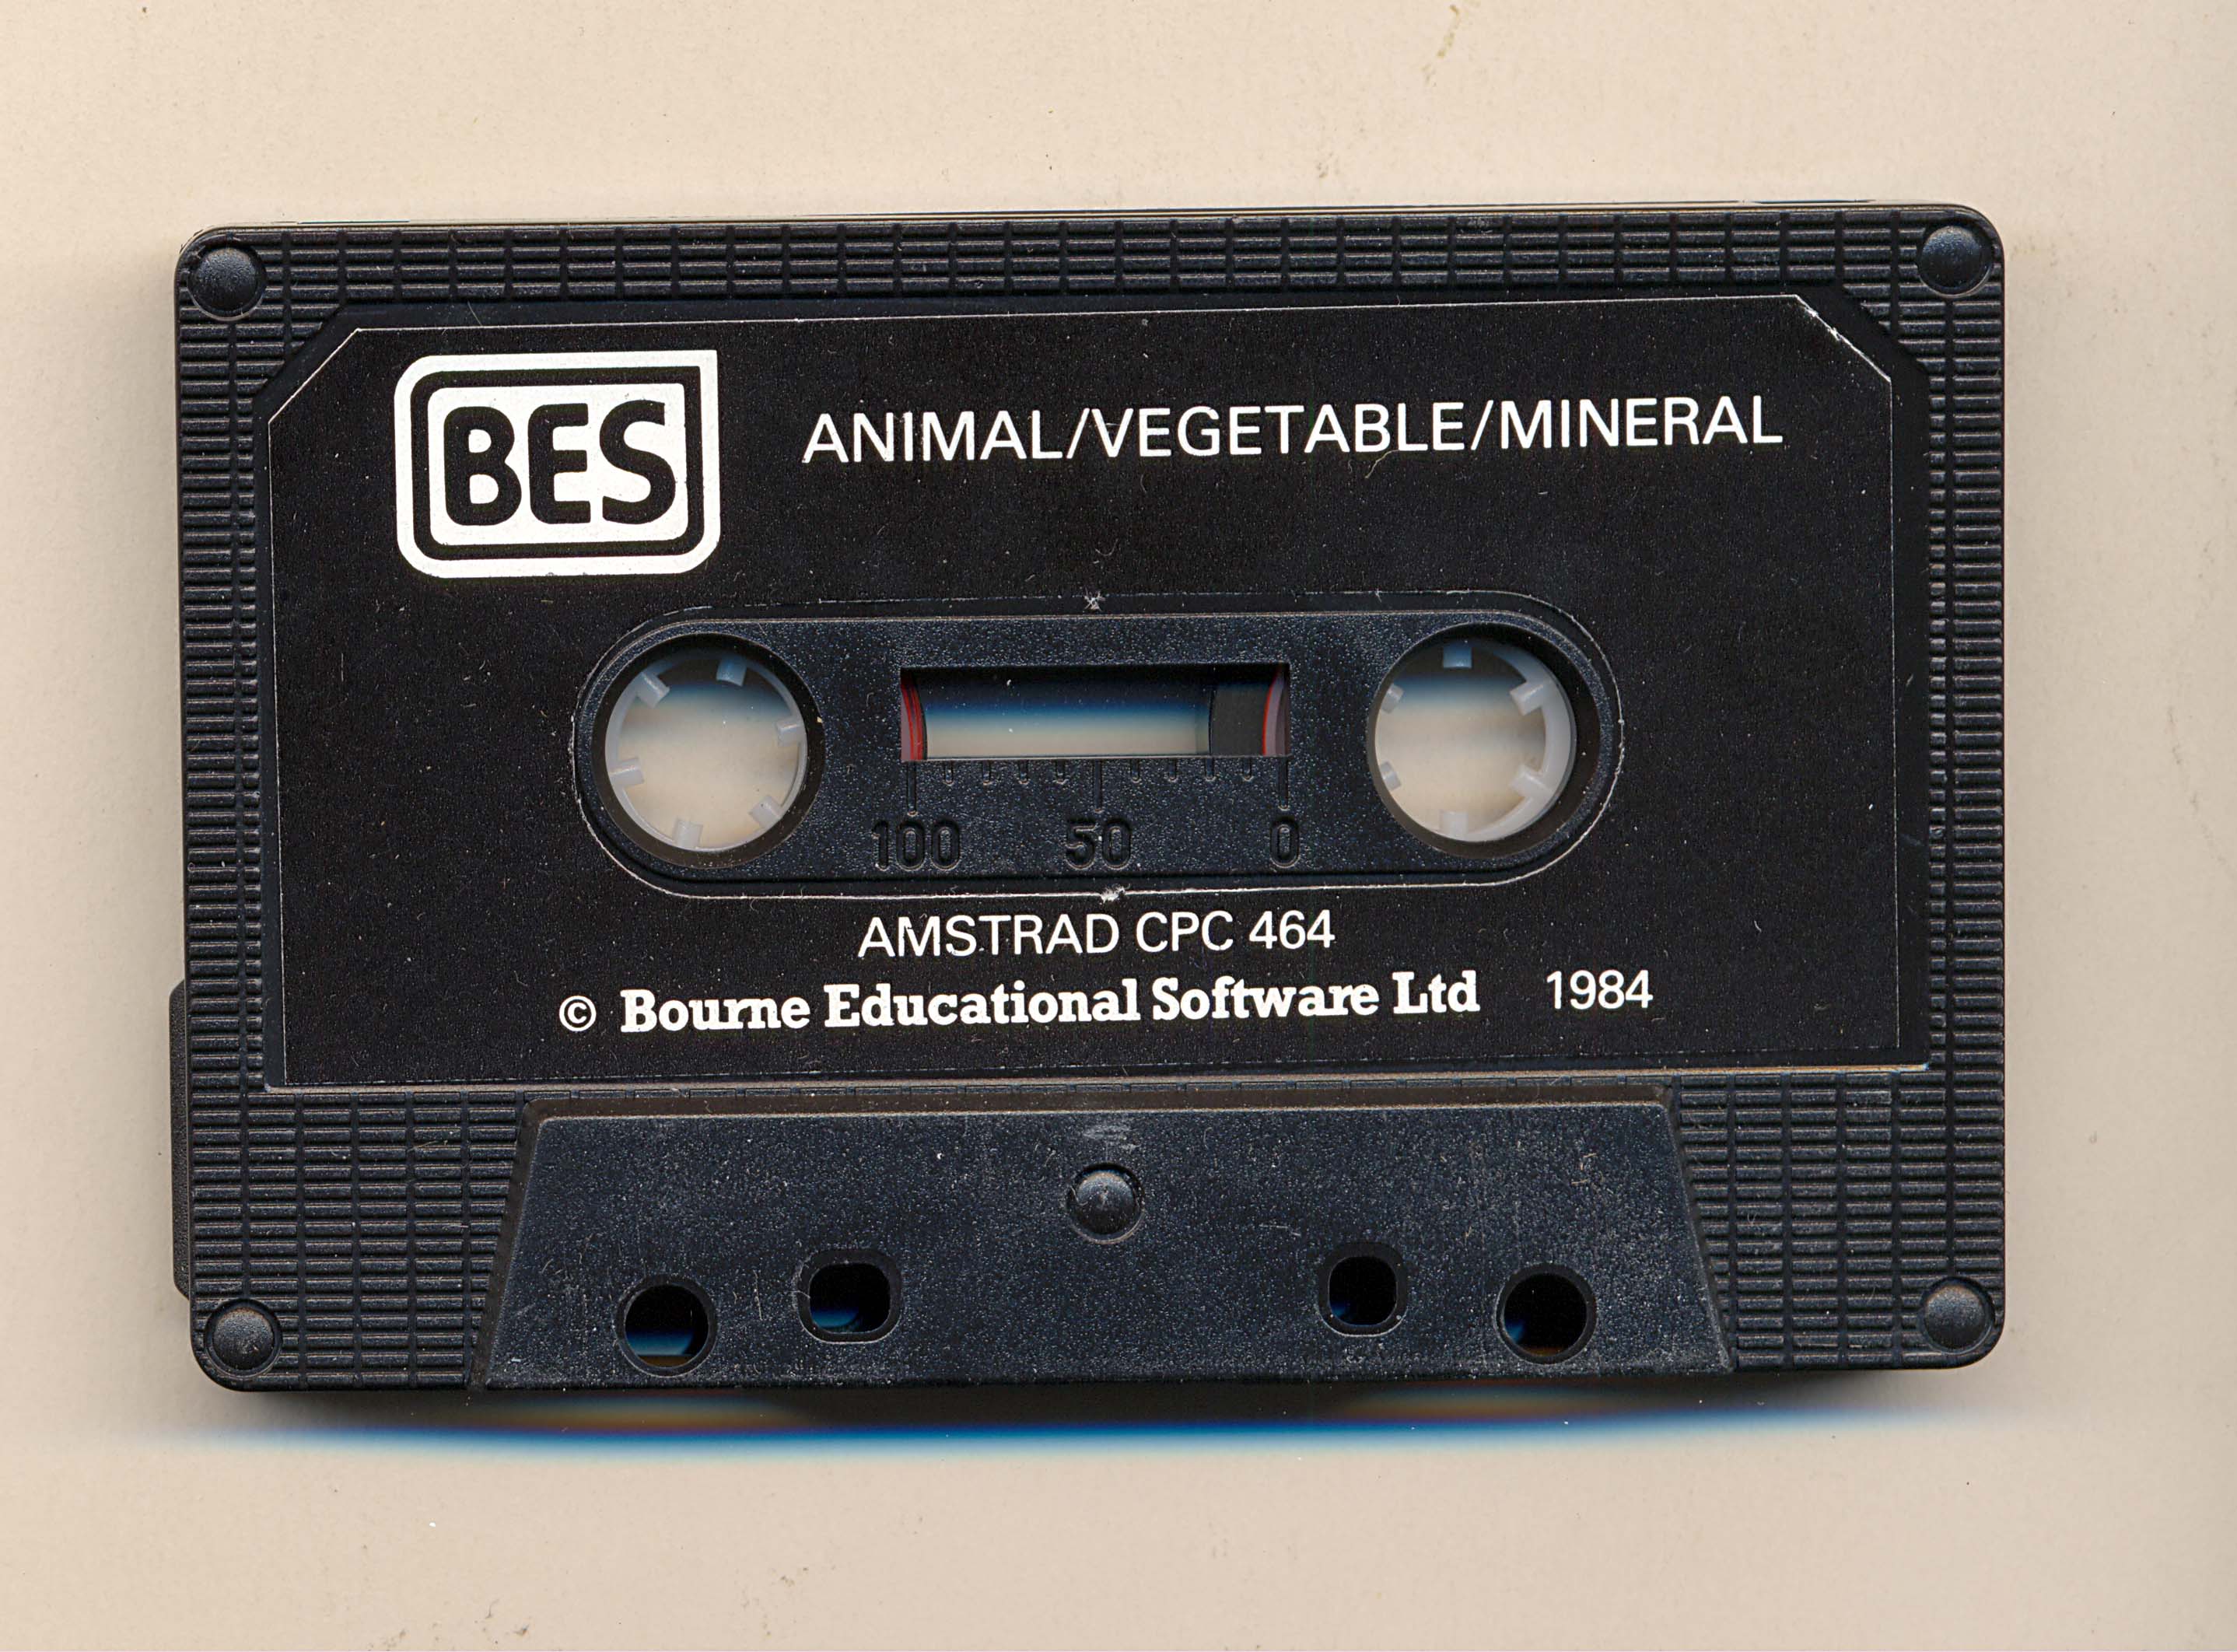 BES
ANIMAL/VEGETABLE/MINERAL
100 50 0
AMSTRAD CPC 464
© Bourne Educational Software Ltd 1984